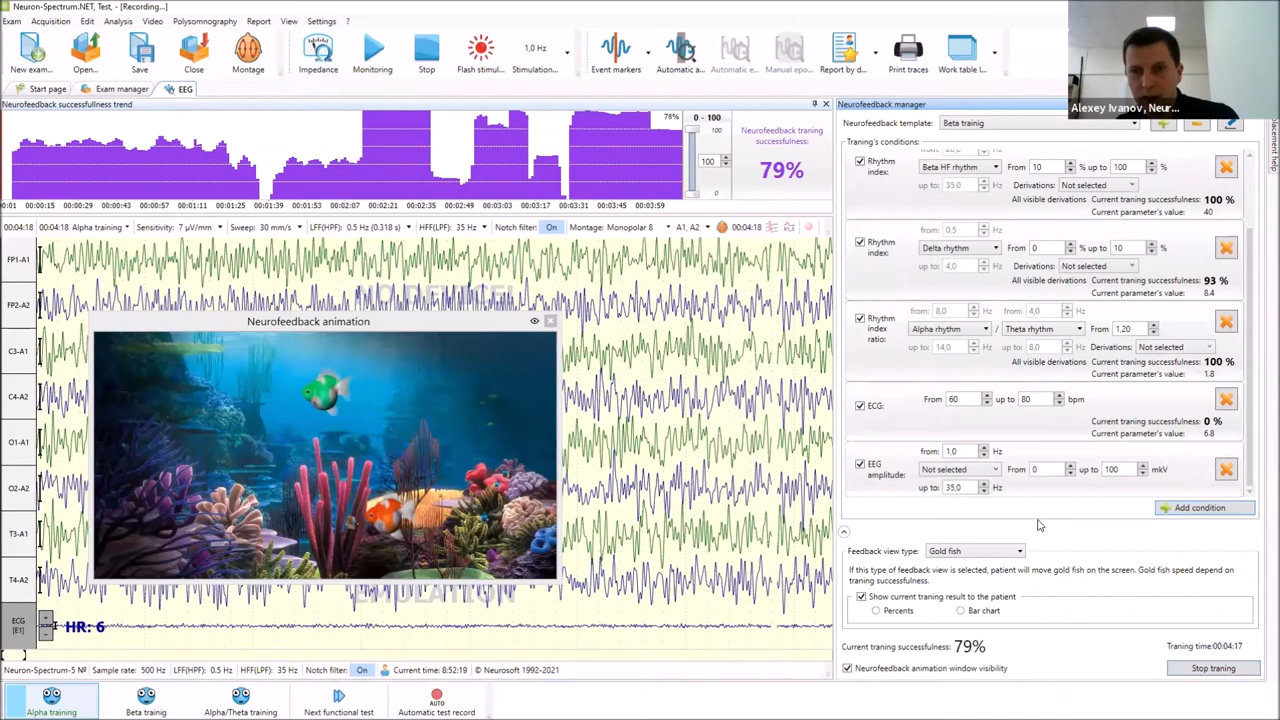 Neuron-Spectrum.NET, Test, - [Recording...]
Exam Acquisition Edit Analysis Video Polysomnography Report View Settings ?
New exam... Open... Save Close Montage Impedance Monitoring Stop Flash stimul... 1,0 Hz Stimulation... Event markers Automatic a... Automatic e... Manual epo... Report by d... Print traces Work table l...
Alexey Ivanov, Neur...
Start page Exam manager EEG
Neurofeedback successfullness trend
78%
0 - 100
100
100
0
Neurofeedback traning successfulness:
79%
:01 00:00:15 00:00:29 00:00:43 00:00:57 00:01:11 00:01:25 00:01:39 00:01:53 00:02:07 00:02:21 00:02:35 00:02:49 00:03:03 00:03:17 00:03:31 00:03:45 00:03:59
00:04:18 00:04:18 Alpha training Sensitivity: 7 µV/mm Sweep: 30 mm/s LFF(HPF): 0.5 Hz (0.318 s) HFF(LPF): 35 Hz Notch filter: On Montage: Monopolar 8 A1, A2 00:04:18
FP1-A1
FP2-A2
C3-A1
C4-A2
O1-A1
O2-A2
T3-A1
T4-A2
ECG
[E1]
HR: 6
EMULATION
Neurofeedback animation
Neuron-Spectrum-5 № Sample rate: 500 Hz LFF(HPF): 0.5 Hz HFF(LPF): 35 Hz Notch filter: On Current time: 8:52:19 © Neurosoft 1992-2021
Alpha training Beta trainig Alpha/Theta training Next functional test AUTO Automatic test record
Neurofeedback manager
placement help
Neurofeedback template: Beta trainig
Traning's conditions:
Rhythm index: Beta HF rhythm From 10 % up to 100 %
up to: 35,0 Hz Derivations: Not selected
All visible derivations Current traning successfulness: 100 %
Current parameter's value: 40
from: 0,5 Hz
Rhythm index: Delta rhythm From 0 % up to 10 %
up to: 4,0 Hz Derivations: Not selected
All visible derivations Current traning successfulness: 93 %
Current parameter's value: 8.4
from: 8,0 Hz from: 4,0 Hz
Rhythm index ratio: Alpha rhythm / Theta rhythm From 1,20
up to: 14,0 Hz up to: 8,0 Hz Derivations: Not selected
All visible derivations Current traning successfulness: 100 %
Current parameter's value: 1.8
ECG: From 60 up to 80 bpm
Current traning successfulness: 0 %
Current parameter's value: 6.8
from: 1,0 Hz
EEG amplitude: Not selected From 0 up to 100 mkV
up to: 35,0 Hz
Add condition
Feedback view type: Gold fish
If this type of feedback view is selected, patient will move gold fish on the screen. Gold fish speed depend on
traning successfulness.
Show current traning result to the patient
Percents Bar chart
Current traning successfulness: 79% Traning time:00:04:17
Neurofeedback animation window visibility Stop traning